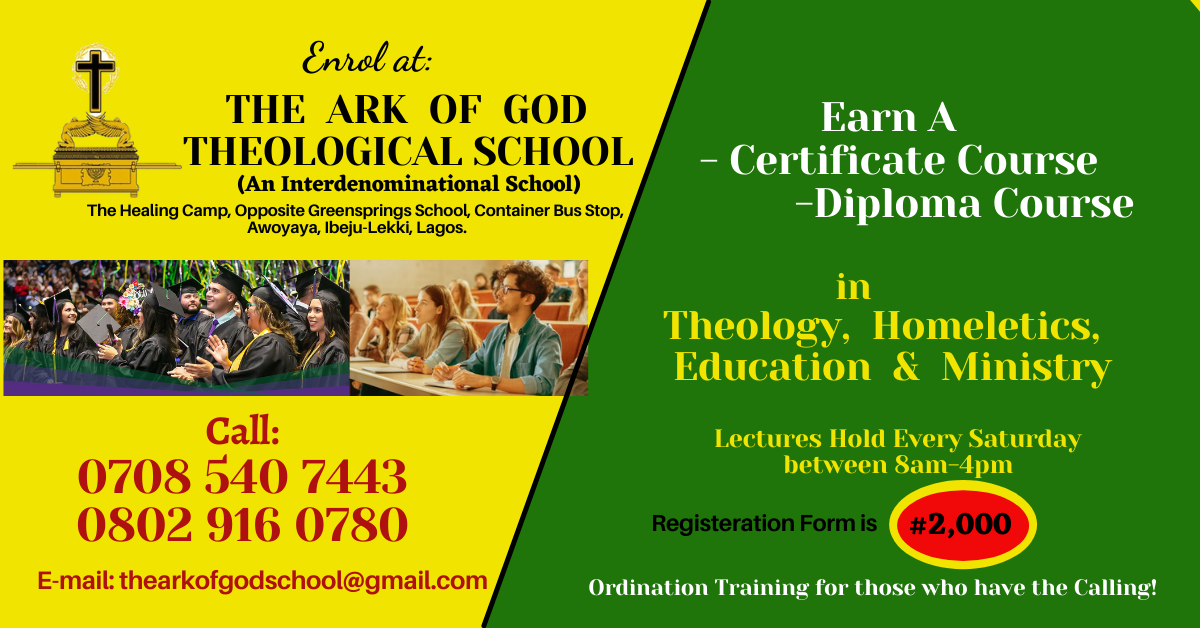 Enrol at:
THE ARK OF GOD
THEOLOGICAL SCHOOL
(An Interdenominational School)
The Healing Camp, Opposite Greensprings School, Container Bus Stop,
Awoyaya, Ibeju-Lekki, Lagos.
Call:
0708 540 7443
0802 916 0780
E-mail: thearkofgodschool@gmail.com
Earn A
- Certificate Course
-Diploma Course
in
Theology, Homeletics,
Education & Ministry
Lectures Hold Every Saturday
between 8am-4pm
Registeration Form is #2,000
Ordination Training for those who have the Calling!